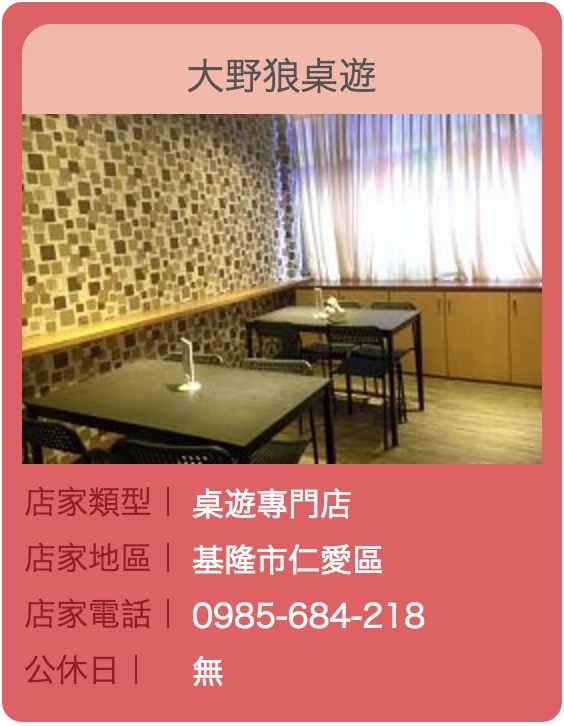 大野狼桌遊
店家類型｜ 桌遊專門店
店家地區｜ 基隆市仁愛區
店家電話｜ 0985-684-218
公休日｜ 無